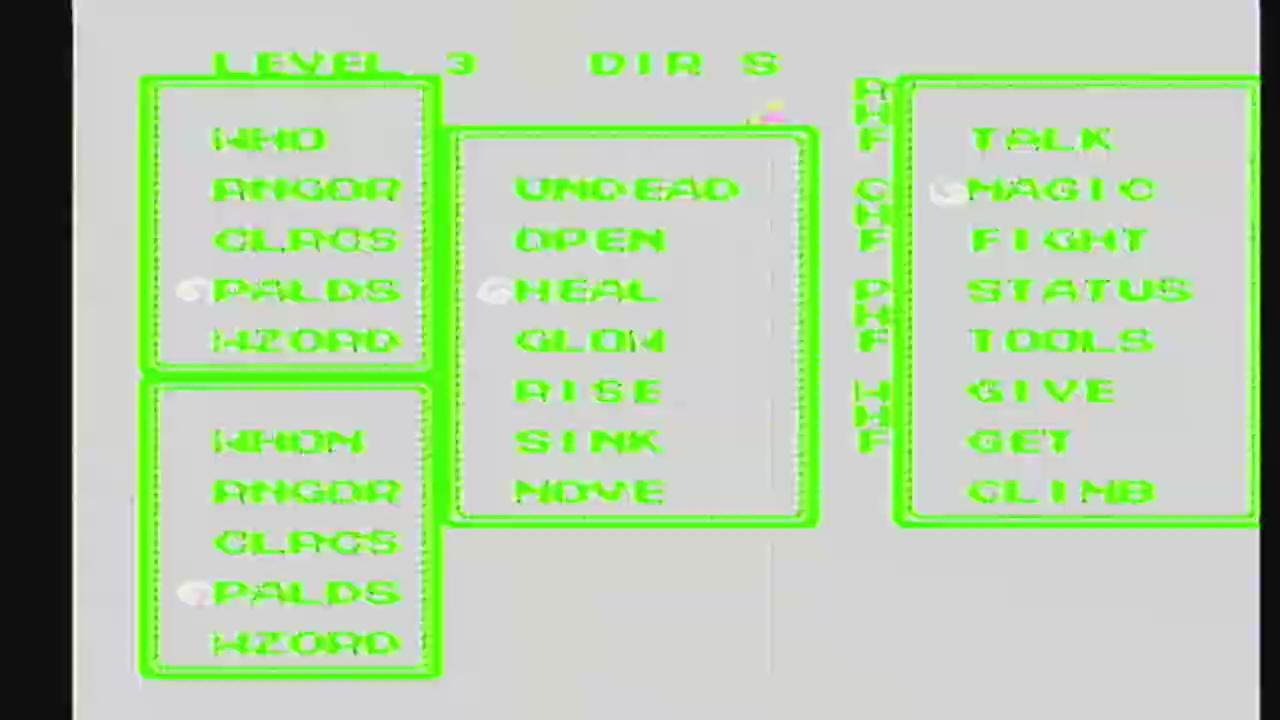 LEVEL 3 DIR S
WHO
ANGOR
CLACS
PALDS
WZORD
WHOM
ANGOR
CLACS
PALDS
WZORD
UNDEAD
OPEN
HEAL
GLOW
RISE
SINK
MOVE
A
H
F
C
H
F
P
H
F
W
H
F
TALK
MAGIC
FIGHT
STATUS
TOOLS
GIVE
GET
CLIMB